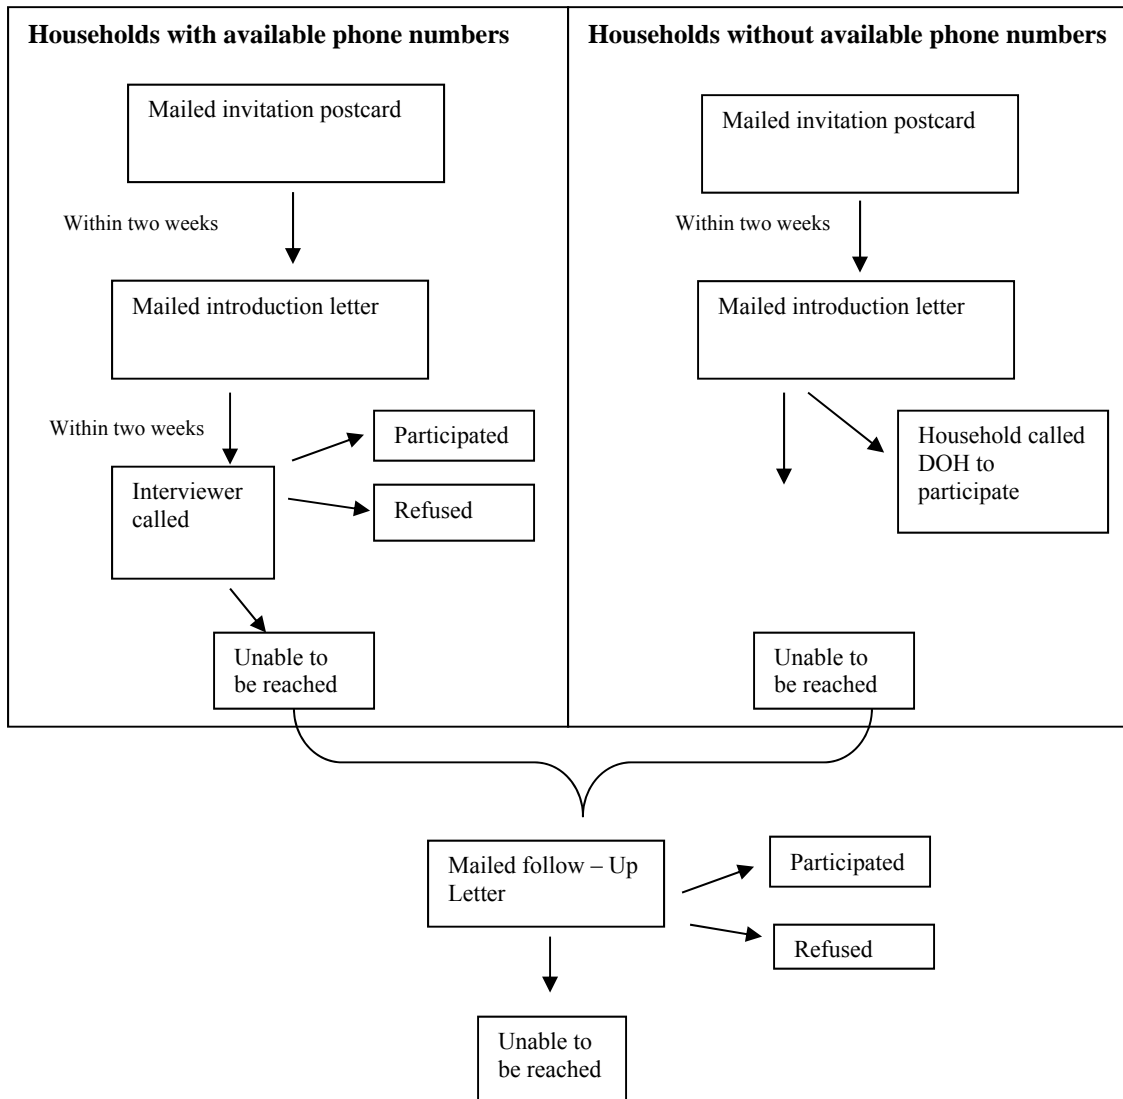 Households with available phone numbers
Mailed invitation postcard
Within two weeks
Mailed introduction letter
Within two weeks
Participated
Interviewer
called
Refused
Unable to
be reached
Households without available phone numbers
Mailed invitation postcard
Within two weeks
Mailed introduction letter
Household called
DOH to
participate
Unable to
be reached
Mailed follow – Up
Letter
Participated
Refused
Unable to
be reached